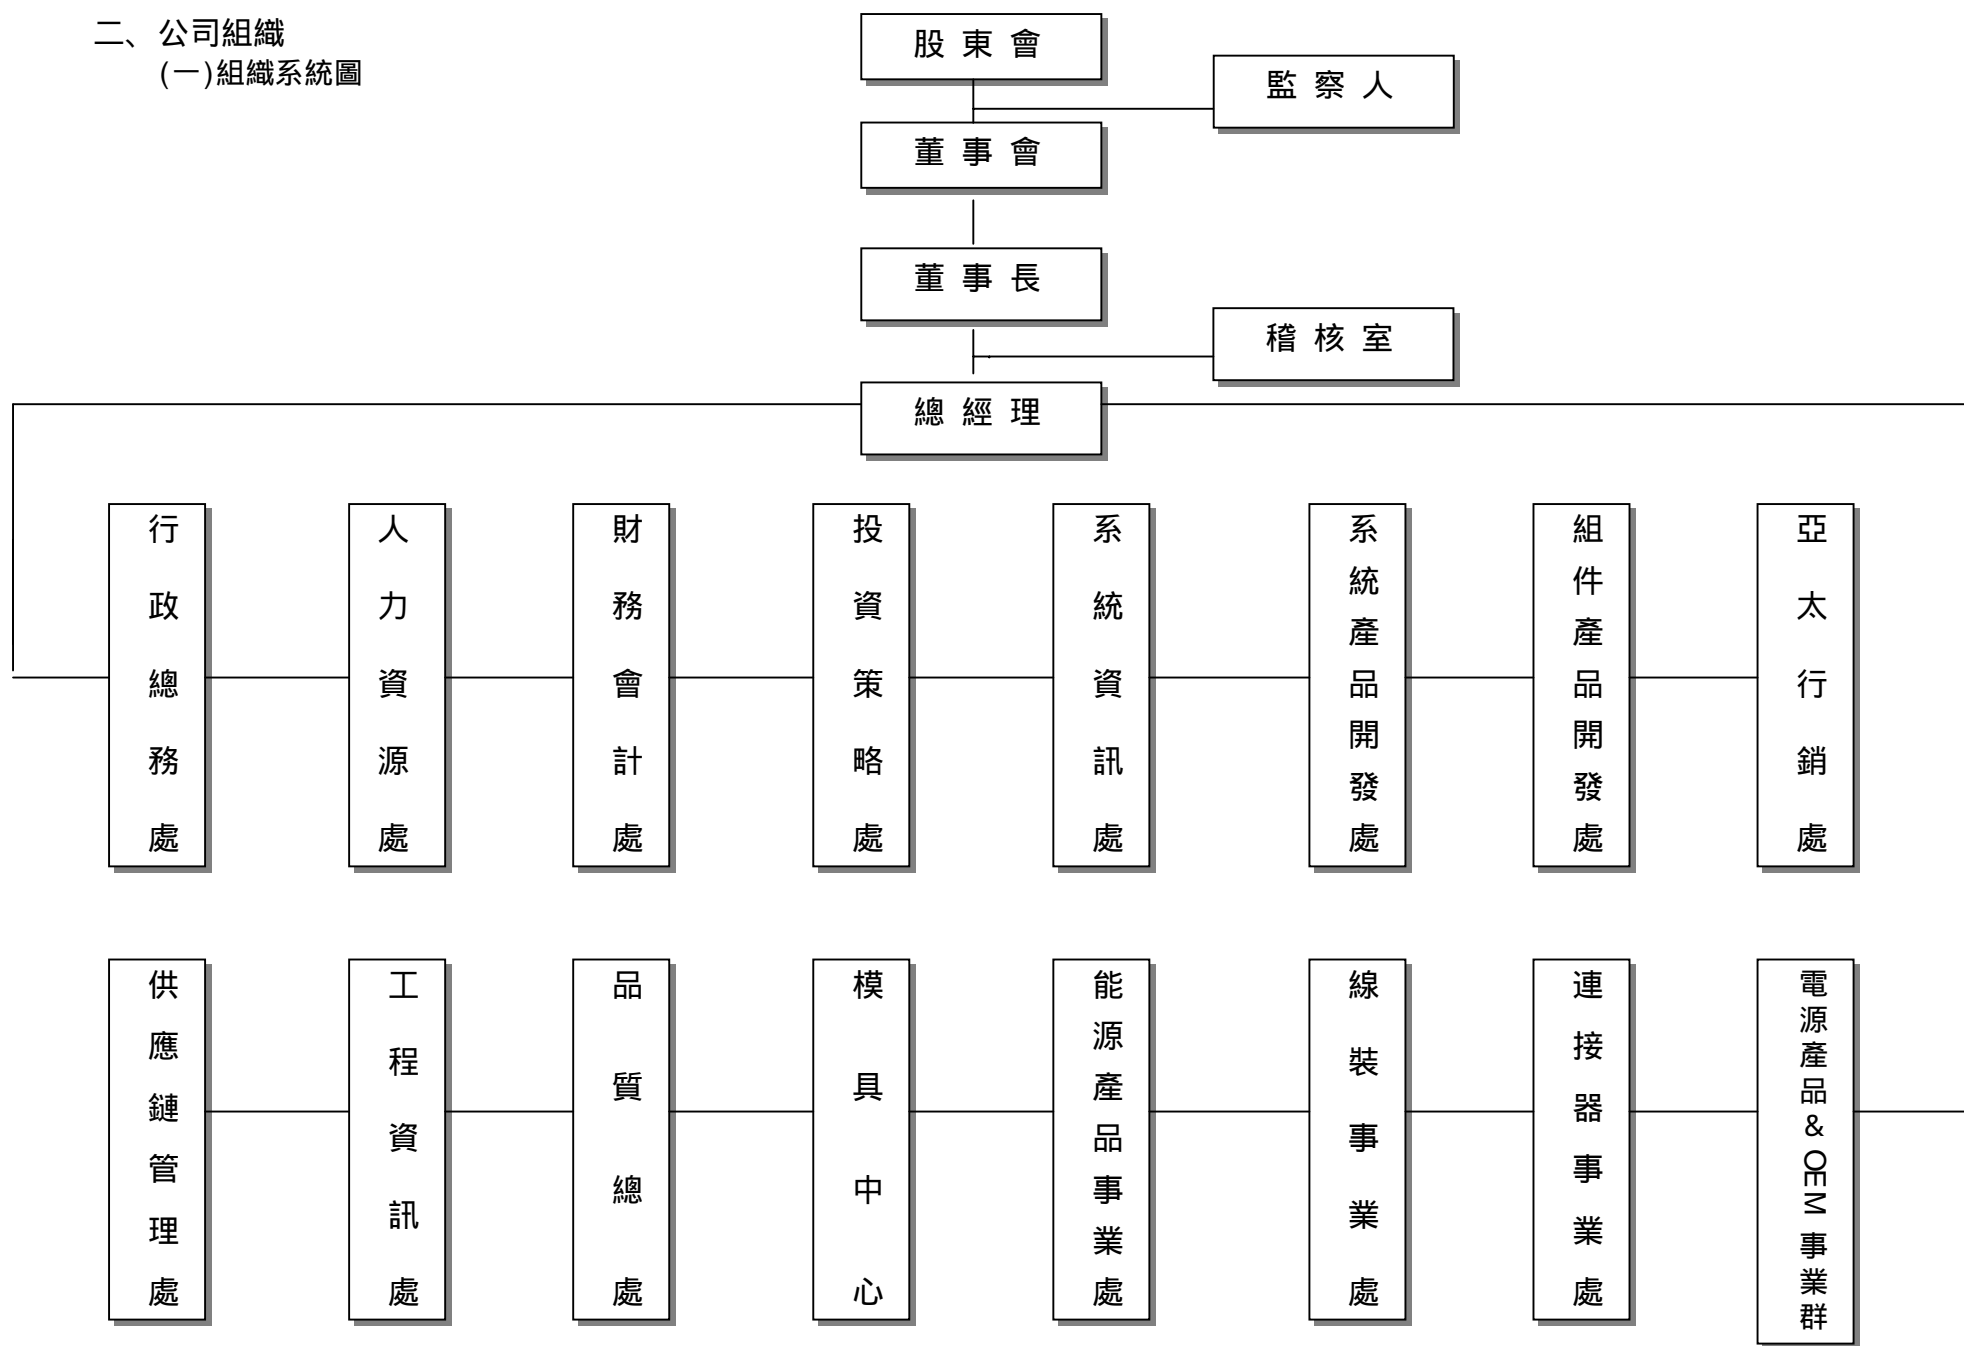 二、公司組織
(一)組織系統圖
股東會
監察人
董事會
董事長
稽核室
總經理
行政總務處
人力資源處
財務會計處
投資策略處
系統資訊處
系統產品開發處
組件產品開發處
亞太行銷處
供應鏈管理處
工程資訊處
品質總處
模具中心
能源產品事業處
線裝事業處
連接器事業處
電源產品&OEM事業群